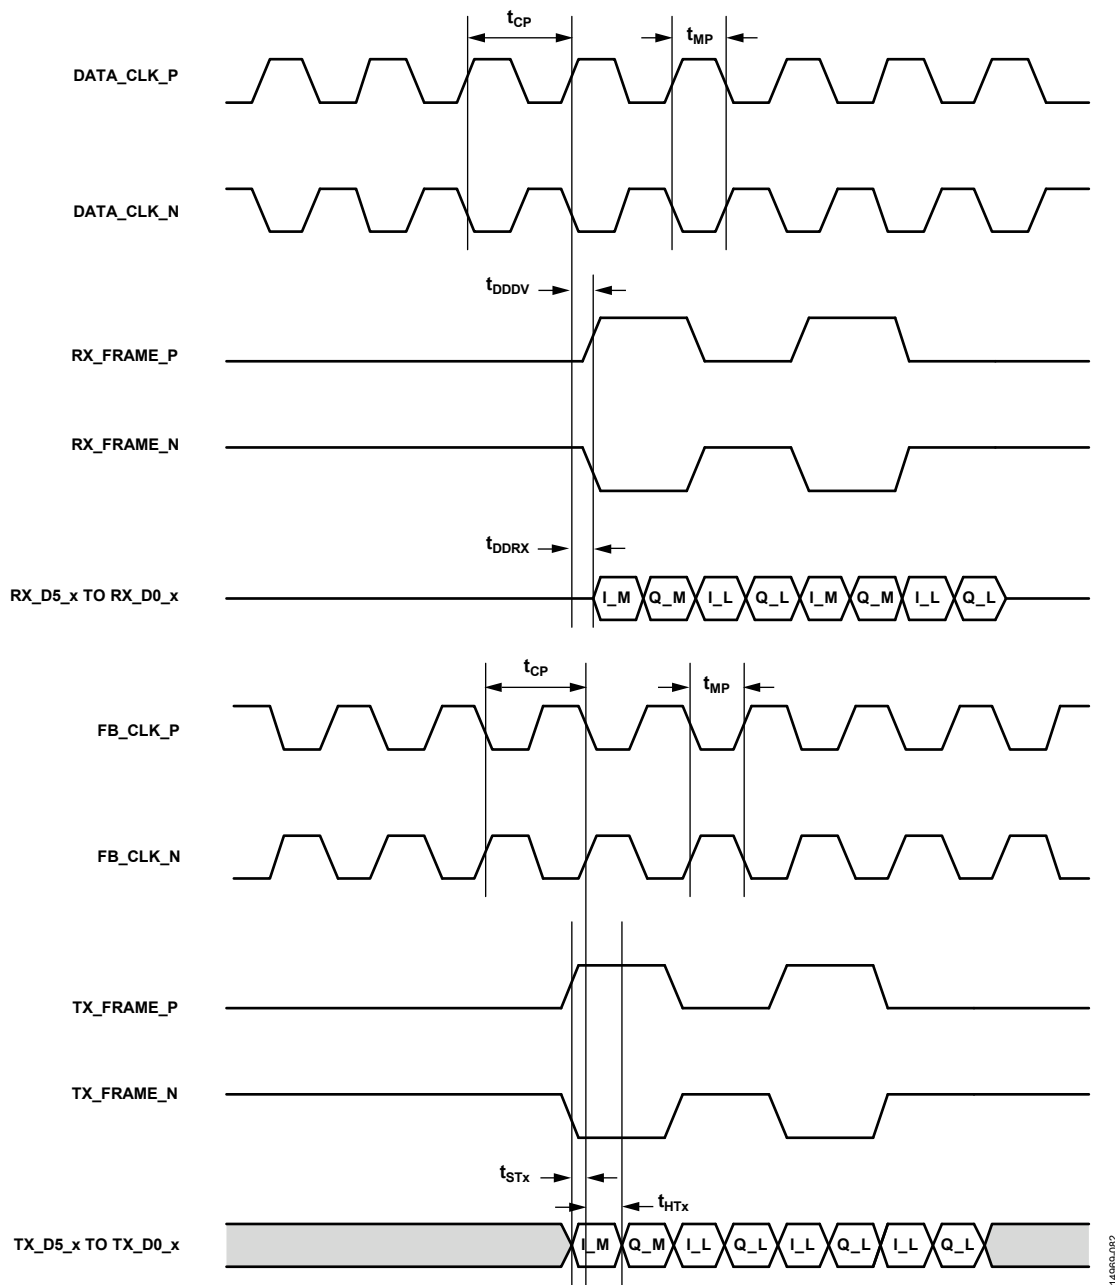 tCP
tMP
DATA_CLK_P
DATA_CLK_N
tDDDV
RX_FRAME_P
RX_FRAME_N
tDDRX
RX_D5_x TO RX_D0_x
I_M Q_M I_L Q_L I_M Q_M I_L Q_L
tCP
tMP
FB_CLK_P
FB_CLK_N
TX_FRAME_P
TX_FRAME_N
tSTx
tHTx
TX_D5_x TO TX_D0_x
I_M Q_M I_L Q_L I_L Q_L I_L Q_L
14969-082